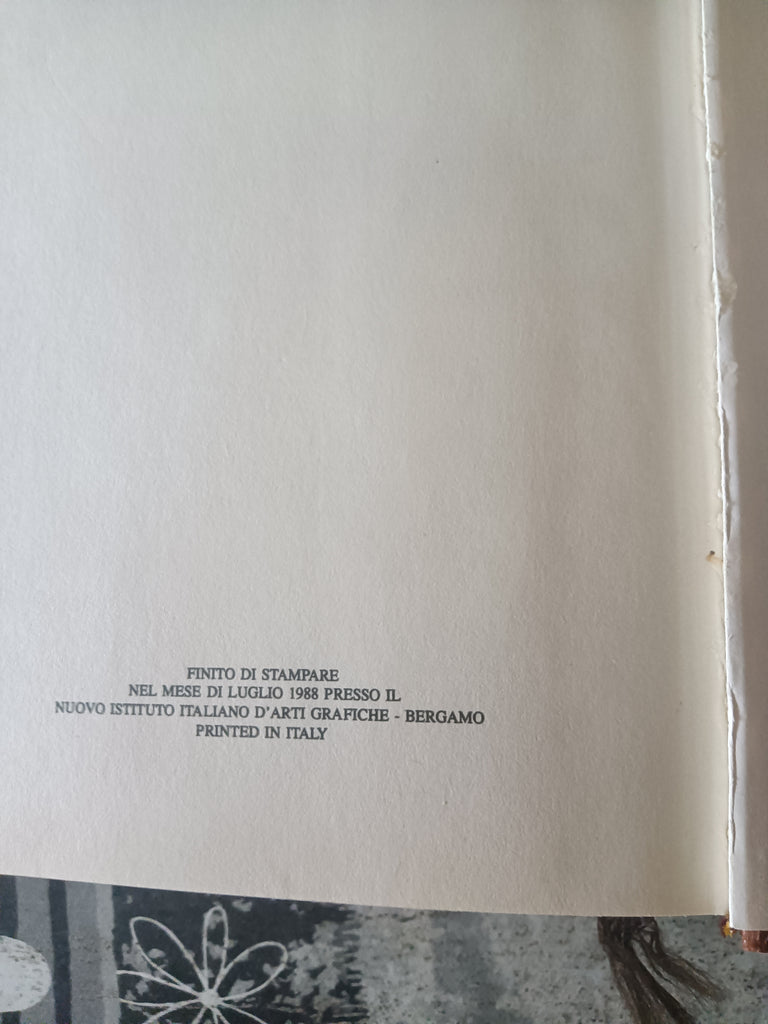 FINITO DI STAMPARE
NEL MESE DI LUGLIO 1988 PRESSO IL
NUOVO ISTITUTO ITALIANO D'ARTI GRAFICHE - BERGAMO
PRINTED IN ITALY